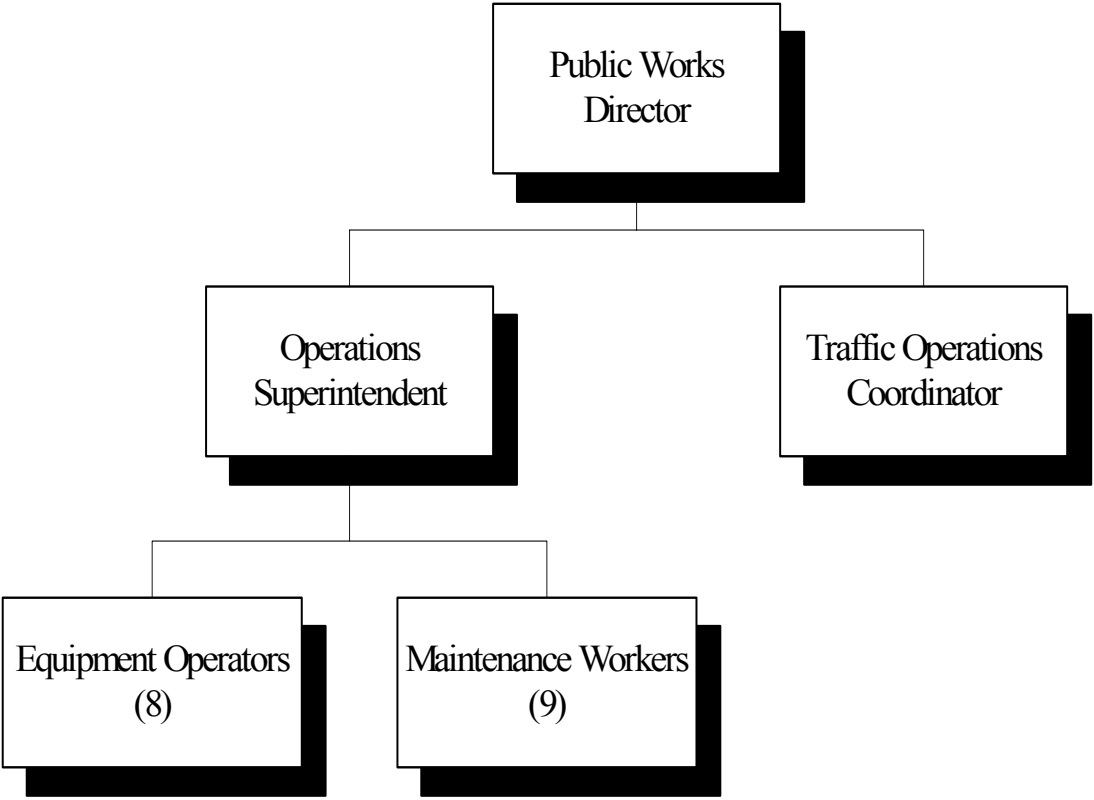 Public Works
Director
Operations
Superintendent
Traffic Operations
Coordinator
Equipment Operators
(8)
Maintenance Workers
(9)